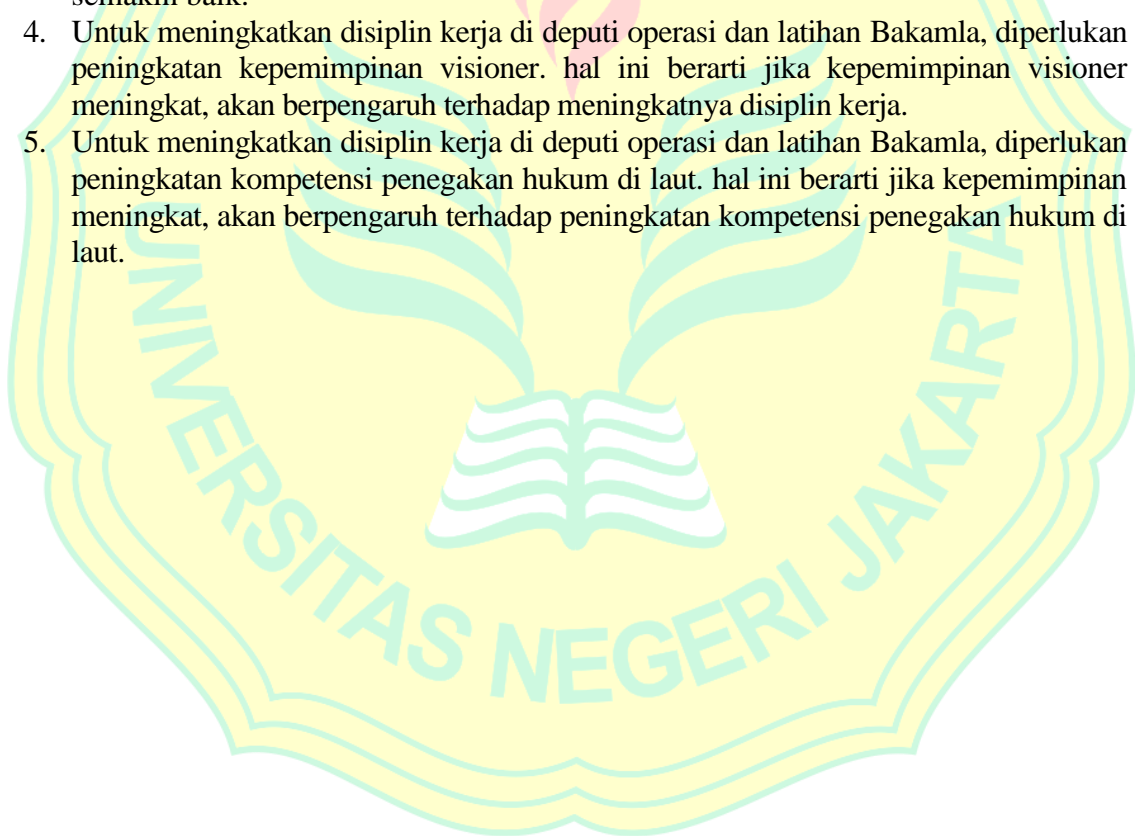 semakin baik.
4. Untuk meningkatkan disiplin kerja di deputi operasi dan latihan Bakamla, diperlukan
peningkatan kepemimpinan visioner. hal ini berarti jika kepemimpinan visioner
meningkat, akan berpengaruh terhadap meningkatnya disiplin kerja.
5. Untuk meningkatkan disiplin kerja di deputi operasi dan latihan Bakamla, diperlukan
peningkatan kompetensi penegakan hukum di laut. hal ini berarti jika kepemimpinan
meningkat, akan berpengaruh terhadap peningkatan kompetensi penegakan hukum di
laut.
UNIVERSITAS NEGERI JAKARTA